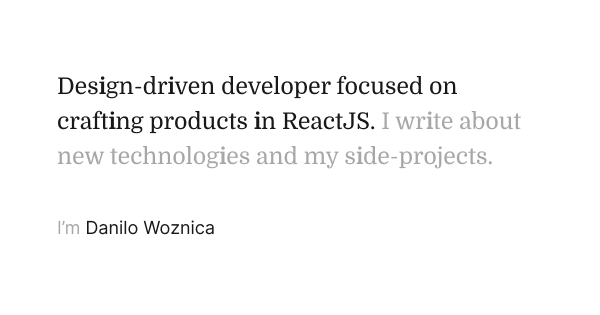 Design-driven developer focused on
crafting products in ReactJS. I write about
new technologies and my side-projects.
I’m Danilo Woznica